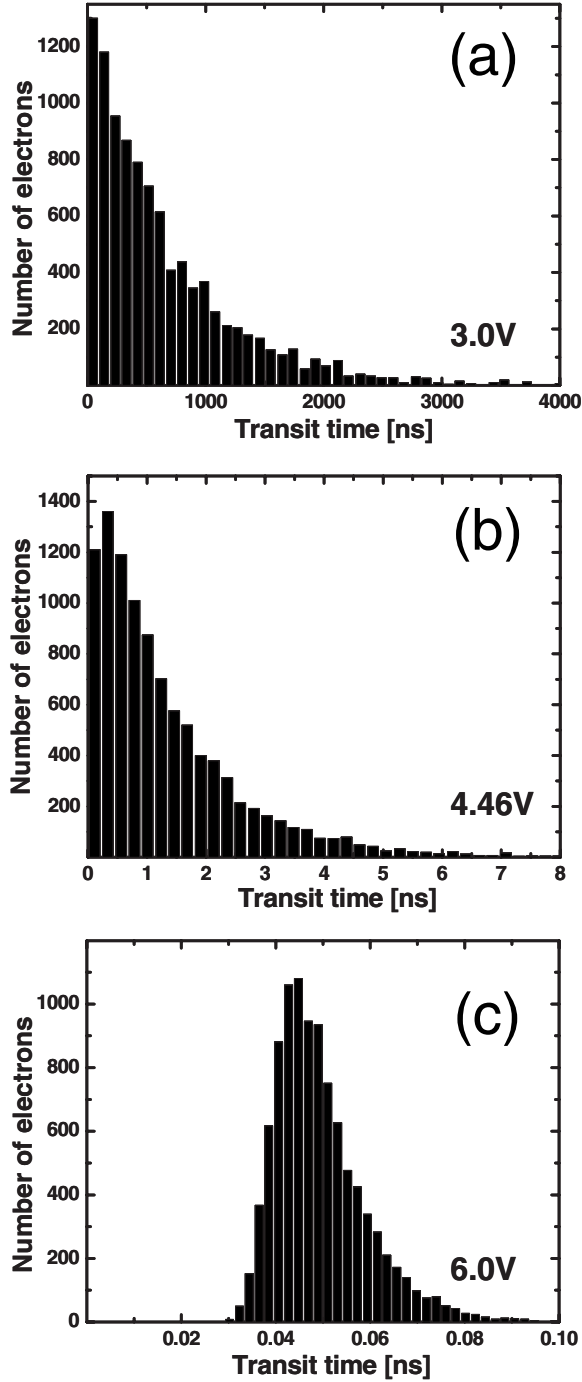 (a)
1200
1000
800
600
400
200
Number of electrons
3.0V
0 1000 2000 3000 4000
Transit time [ns]
(b)
1400
1200
1000
800
600
400
200
Number of electrons
4.46V
0 1 2 3 4 5 6 7 8
Transit time [ns]
(c)
1000
800
600
400
200
0
Number of electrons
6.0V
0.02 0.04 0.06 0.08 0.10
Transit time [ns]